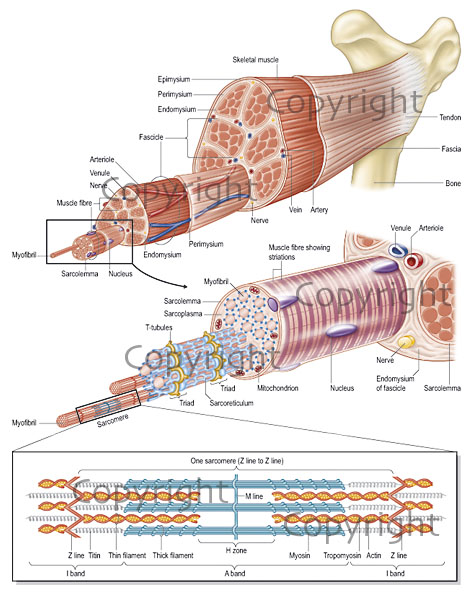 Skeletal muscle
Epimysium
Perimysium
Endomysium
Fascicle
Arteriole
Venule
Nerve
Muscle fibre
Myofibril
Sarcolemma
Nucleus
Endomysium
Perimysium
Nerve
Vein
Artery
Tendon
Fascia
Bone
Copyright
Copyright
Muscle fibre showing
striations
Venule
Arteriole
Myofibril
Sarcolemma
Sarcoplasma
T-tubules
Copyright
Copyright
Myofibril
Sarcomere
Triad
Sarcoreticulum
Triad
Mitochondrion
Nucleus
Nerve
Endomysium
of fascicle
Sarcolemma
One sarcomere (Z line to Z line)
M line
Copyright
Copyright
H zone
Z line
Titin
Thin filament
Thick filament
Myosin
Tropomyosin
Actin
Z line
I band
A band
I band